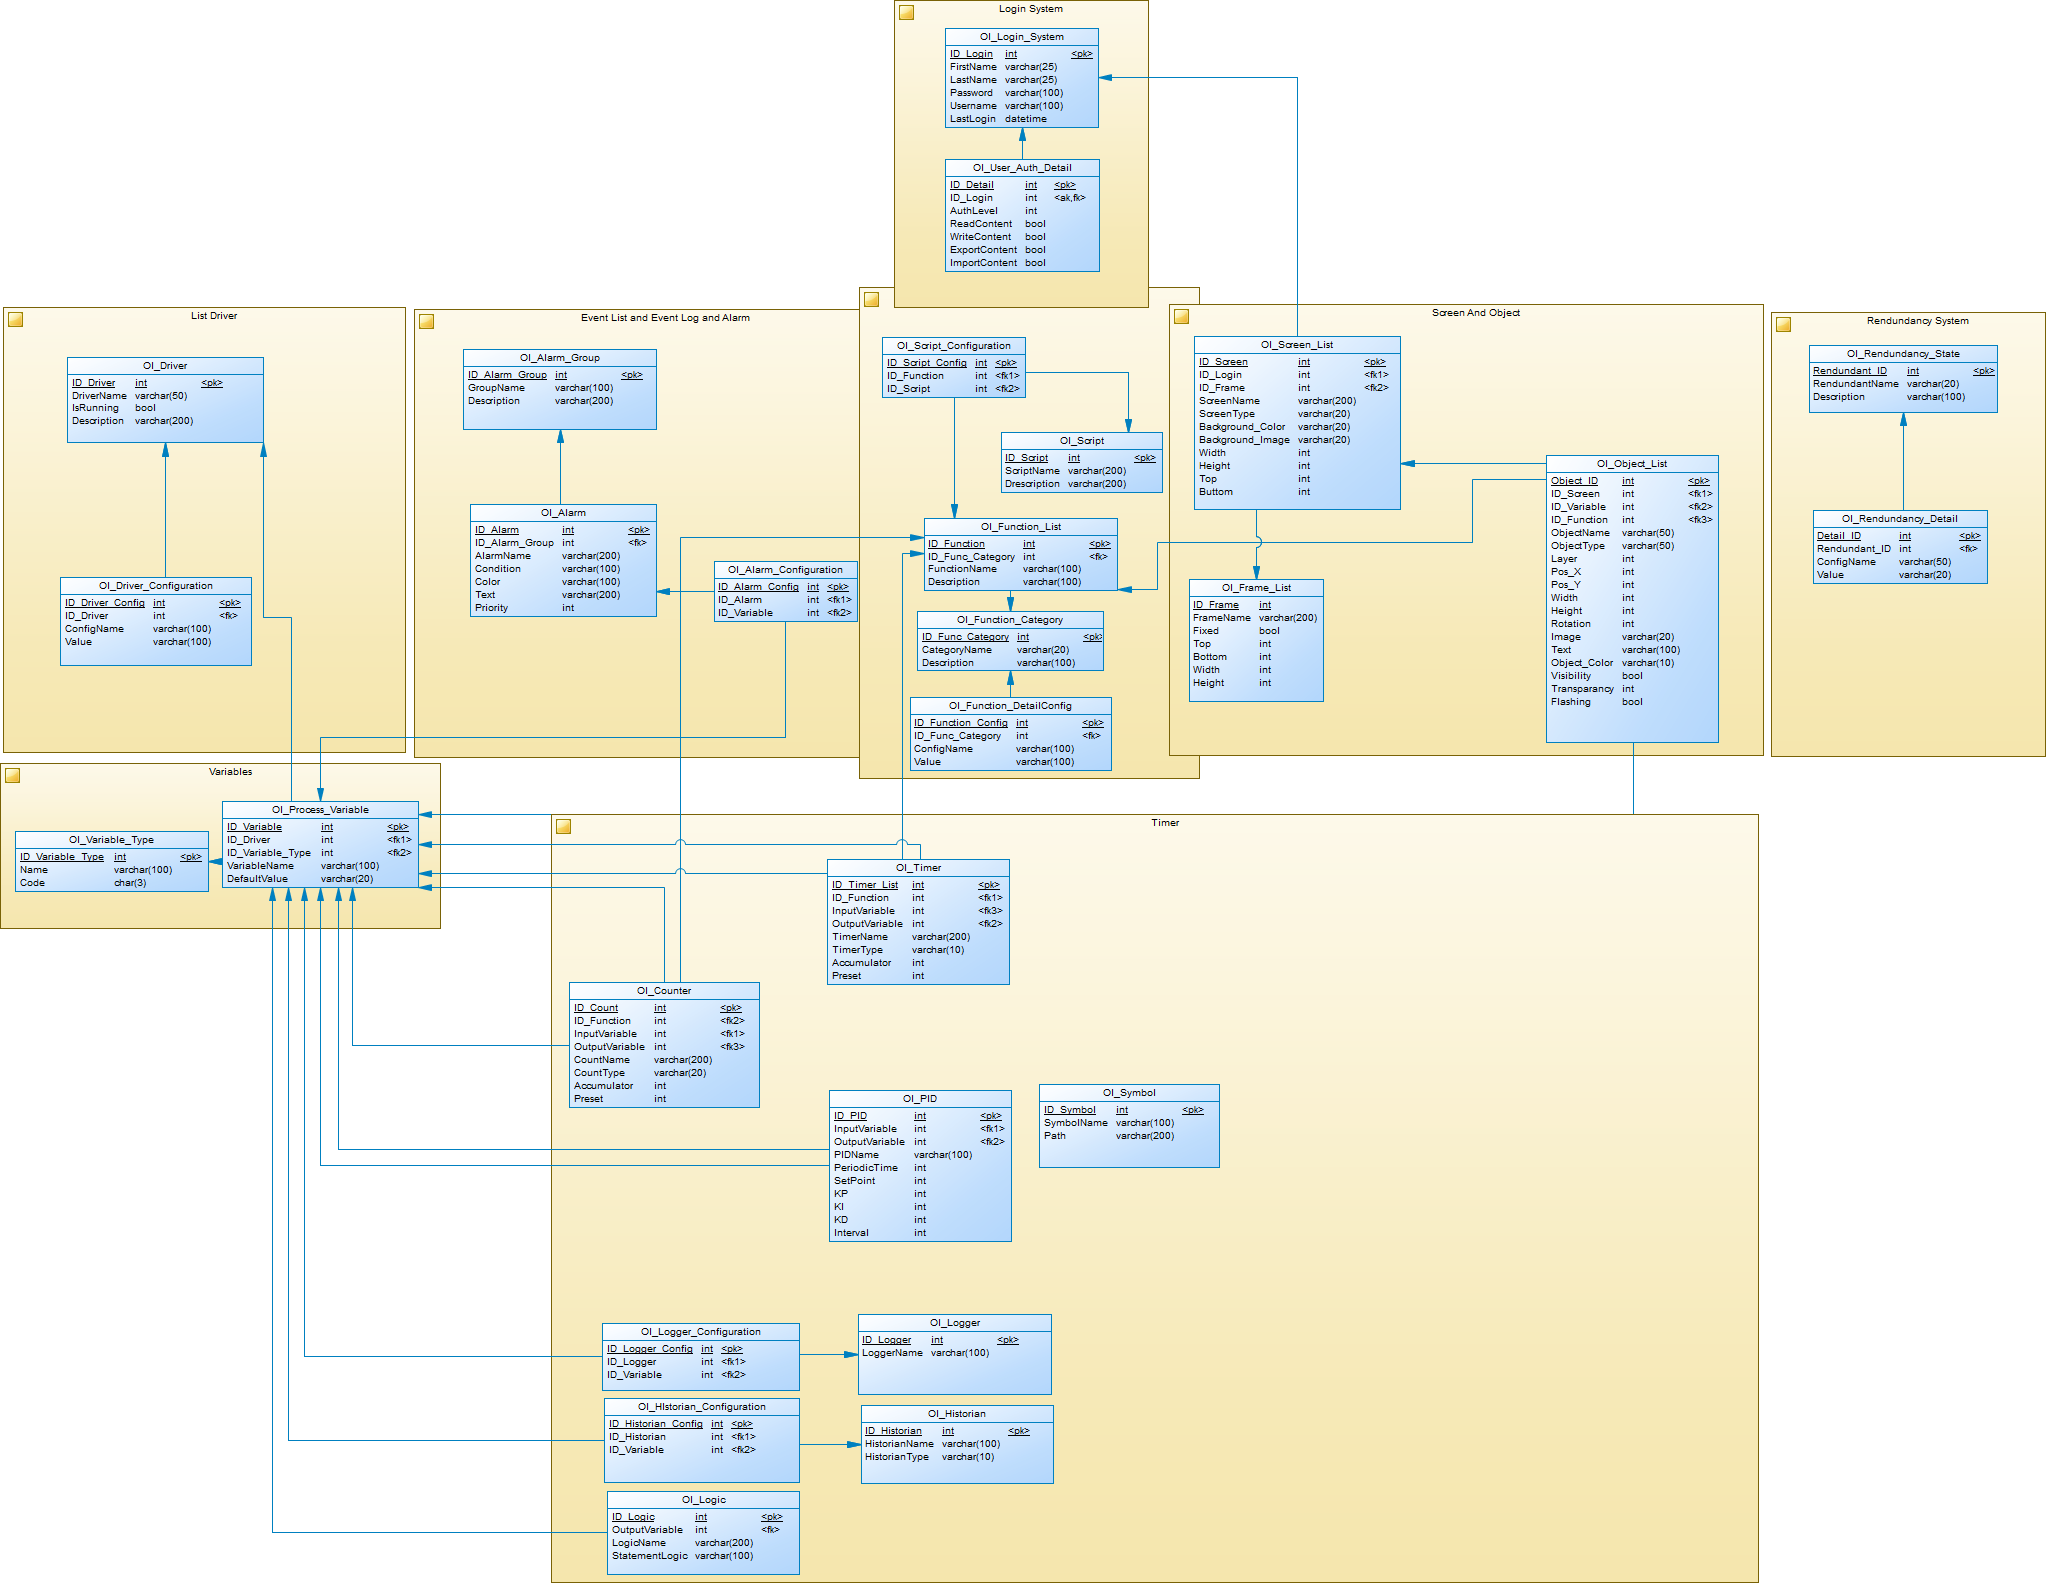 Login System
OI_Login_System
ID_Login int <pk>
FirstName varchar(25)
LastName varchar(25)
Password varchar(100)
Username varchar(100)
LastLogin datetime
OI_User_Auth_Detail
ID_Detail int <pk>
ID_Login int <ak,fk>
AuthLevel int
ReadContent bool
WriteContent bool
ExportContent bool
ImportContent bool
List Driver
OI_Driver
ID_Driver int <pk>
DriverName varchar(50)
IsRunning bool
Description varchar(200)
OI_Driver_Configuration
ID_Driver_Config int <pk>
ID_Driver int <fk>
ConfigName varchar(100)
Value varchar(100)
Event List and Event Log and Alarm
OI_Alarm_Group
ID_Alarm_Group int <pk>
GroupName varchar(100)
Description varchar(200)
OI_Alarm
ID_Alarm int <pk>
ID_Alarm_Group int <fk>
AlarmName varchar(200)
Condition varchar(100)
Color varchar(100)
Text varchar(200)
Priority int
OI_Alarm_Configuration
ID_Alarm_Config int <pk>
ID_Alarm int <fk1>
ID_Variable int <fk2>
OI_Script_Configuration
ID_Script_Config int <pk>
ID_Function int <fk1>
ID_Script int <fk2>
OI_Script
ID_Script int <pk>
ScriptName varchar(200)
Drescription varchar(200)
OI_Function_List
ID_Function int <pk>
ID_Func_Category int <fk>
FunctionName varchar(100)
Description varchar(100)
OI_Function_Category
ID_Func_Category int <pk>
CategoryName varchar(20)
Description varchar(100)
OI_Function_DetailConfig
ID_Function_Config int <pk>
ID_Func_Category int <fk>
ConfigName varchar(100)
Value varchar(100)
Screen And Object
OI_Screen_List
ID_Screen int <pk>
ID_Login int <fk1>
ID_Frame int <fk2>
ScreenName varchar(200)
ScreenType varchar(20)
Background_Color varchar(20)
Background_Image varchar(20)
Width int
Height int
Top int
Buttom int
OI_Frame_List
ID_Frame int
FrameName varchar(200)
Fixed bool
Top int
Bottom int
Width int
Height int
OI_Object_List
Object_ID int <pk>
ID_Screen int <fk1>
ID_Variable int <fk2>
ID_Function int <fk3>
ObjectName varchar(50)
ObjectType varchar(50)
Layer int
Pos_X int
Pos_Y int
Width int
Height int
Rotation int
Image varchar(20)
Text varchar(100)
Object_Color varchar(10)
Visibility bool
Transparancy int
Flashing bool
Rendundancy System
OI_Rendundancy_State
Rendundant_ID int <pk>
RendundantName varchar(20)
Description varchar(100)
OI_Rendundancy_Detail
Detail_ID int <pk>
Rendundant_ID int <fk>
ConfigName varchar(50)
Value varchar(20)
Variables
OI_Variable_Type
ID_Variable_Type int <pk>
Name varchar(100)
Code char(3)
OI_Process_Variable
ID_Variable int <pk>
ID_Driver int <fk1>
ID_Variable_Type int <fk2>
VariableName varchar(100)
DefaultValue varchar(20)
Timer
OI_Timer
ID_Timer_List int <pk>
ID_Function int <fk1>
InputVariable int <fk3>
OutputVariable int <fk2>
TimerName varchar(200)
TimerType varchar(10)
Accumulator int
Preset int
OI_Counter
ID_Count int <pk>
ID_Function int <fk2>
InputVariable int <fk1>
OutputVariable int <fk3>
CountName varchar(200)
CountType varchar(20)
Accumulator int
Preset int
OI_PID
ID_PID int <pk>
InputVariable int <fk1>
OutputVariable int <fk2>
PIDName varchar(100)
PeriodicTime int
SetPoint int
KP int
KI int
KD int
Interval int
OI_Symbol
ID_Symbol int <pk>
SymbolName varchar(100)
Path varchar(200)
OI_Logger_Configuration
ID_Logger_Config int <pk>
ID_Logger int <fk1>
ID_Variable int <fk2>
OI_Logger
ID_Logger int <pk>
LoggerName varchar(100)
OI_HIstorian_Configuration
ID_Historian_Config int <pk>
ID_Historian int <fk1>
ID_Variable int <fk2>
OI_Historian
ID_Historian int <pk>
HistorianName varchar(100)
HistorianType varchar(10)
OI_Logic
ID_Logic int <pk>
OutputVariable int <fk>
LogicName varchar(200)
StatementLogic varchar(100)